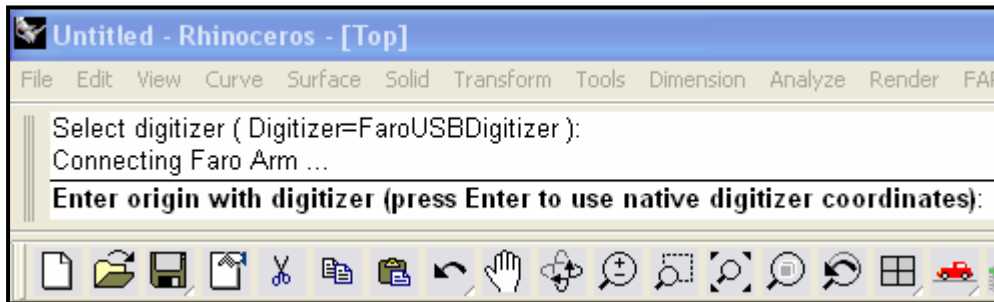 Untitled - Rhinoceros - [Top]
File Edit View Curve Surface Solid Transform Tools Dimension Analyze Render FAR
Select digitizer ( Digitizer=FaroUSBDigitizer ):
Connecting Faro Arm ...
Enter origin with digitizer (press Enter to use native digitizer coordinates):